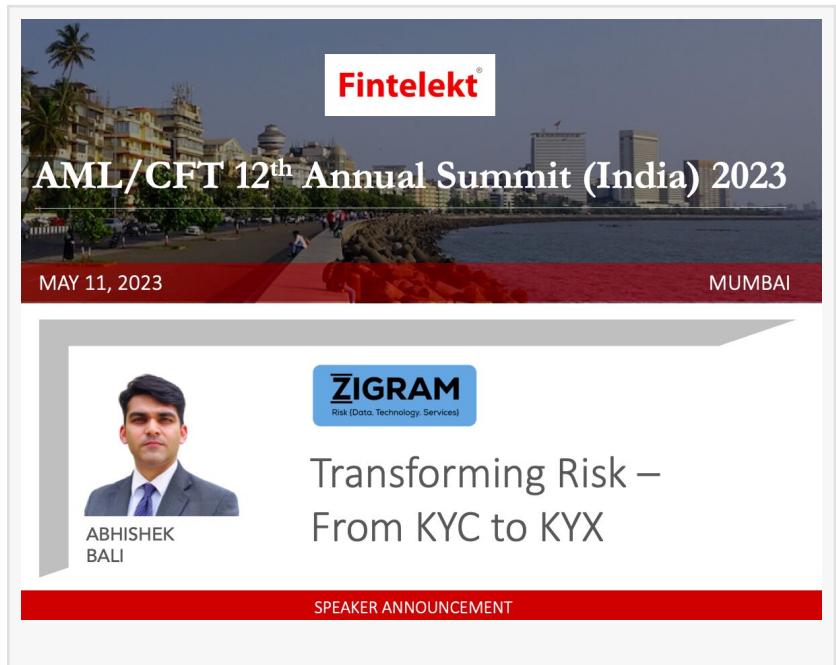 Fintelekt®
AML/CFT 12th Annual Summit (India) 2023
MAY 11, 2023
MUMBAI
ZIGRAM
Risk (Data. Technology. Services)
Transforming Risk –
From KYC to KYX
ABHISHEK
BALI
SPEAKER ANNOUNCEMENT